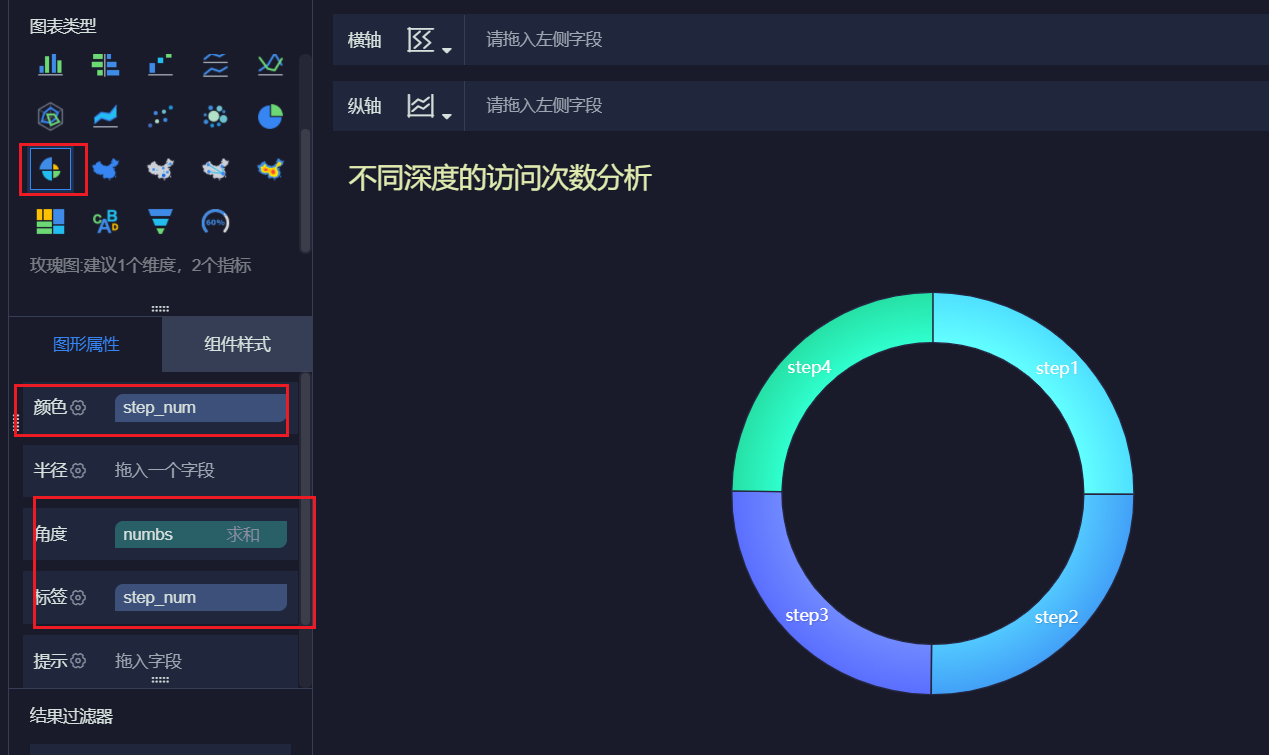 图表类型
C
A
B
D
60%
玫瑰图:建议1个维度，2个指标
图形属性
组件样式
颜色
step_num
半径
拖入一个字段
角度
numbs
求和
标签
step_num
提示
拖入字段
结果过滤器
横轴
请拖入左侧字段
纵轴
请拖入左侧字段
不同深度的访问次数分析
step4
step1
step3
step2